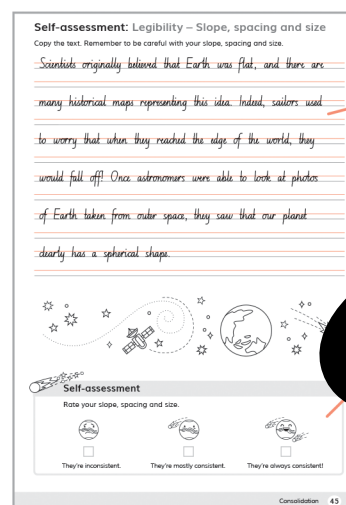 Self-assessment: Legibility – Slope, spacing and size
Copy the text. Remember to be careful with your slope, spacing and size.
Scientists originally believed that Earth was flat, and there are
many historical maps representing this idea. Indeed, sailors used
to worry that when they reached the edge of the world, they
would fall off! Once astronomers were able to look at photos
of Earth taken from outer space, they saw that our planet
clearly has a spherical shape.
Self-assessment
Rate your slope, spacing and size.
They're inconsistent. They're mostly consistent. They're always consistent!
Consolidation 45